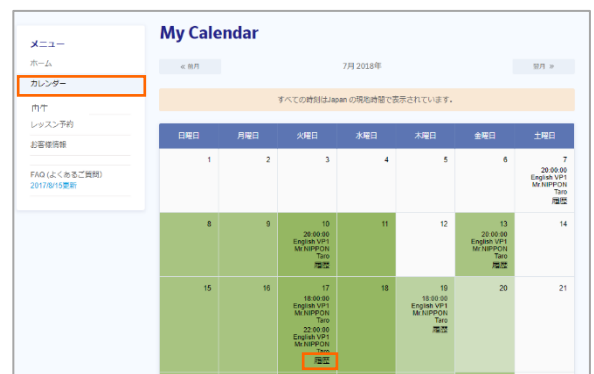 My Calendar
メニュー
ホーム
カレンダー
レッスン予約
お客様情報
FAQ (よくあるご質問)
2017/8/15更新
≪ 前月
7月 2018年
翌月 ≫
すべての時刻はJapan の現地時間で表示されています。
日曜日 月曜日 火曜日 水曜日 木曜日 金曜日 土曜日
1 2 3 4 5 6 7
20:00:00
English VP1
Mr.NIPPON
Taro
履歴
8 9 10 11 12 13 14
20:00:00
English VP1
Mr.NIPPON
Taro
履歴
20:00:00
English VP1
Mr.NIPPON
Taro
履歴
15 16 17 18 19 20 21
18:00:00
English VP1
Mr.NIPPON
Taro
22:00:00
English VP1
Mr.NIPPON
Taro
履歴
18:00:00
English VP1
Mr.NIPPON
Taro
履歴